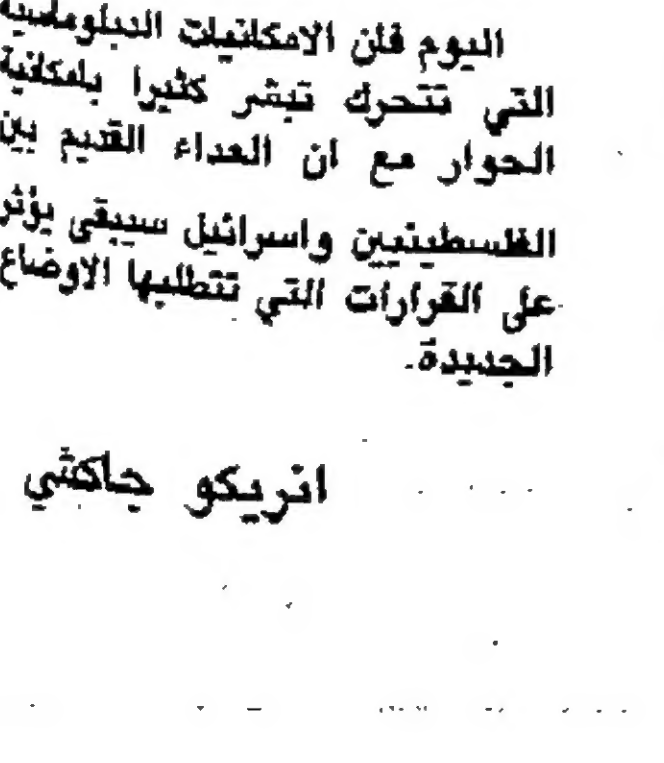 اليوم فان الامكانيات الدبلوماسية
التي تتحرك تبشر كثيرا بامكانية
الحوار مع ان العداء القديم بين
الفلسطينيين واسرائيل سيبقى يؤثر
على القرارات التي تتطلبها الاوضاع
الجديدة.
انريكو جاكشي